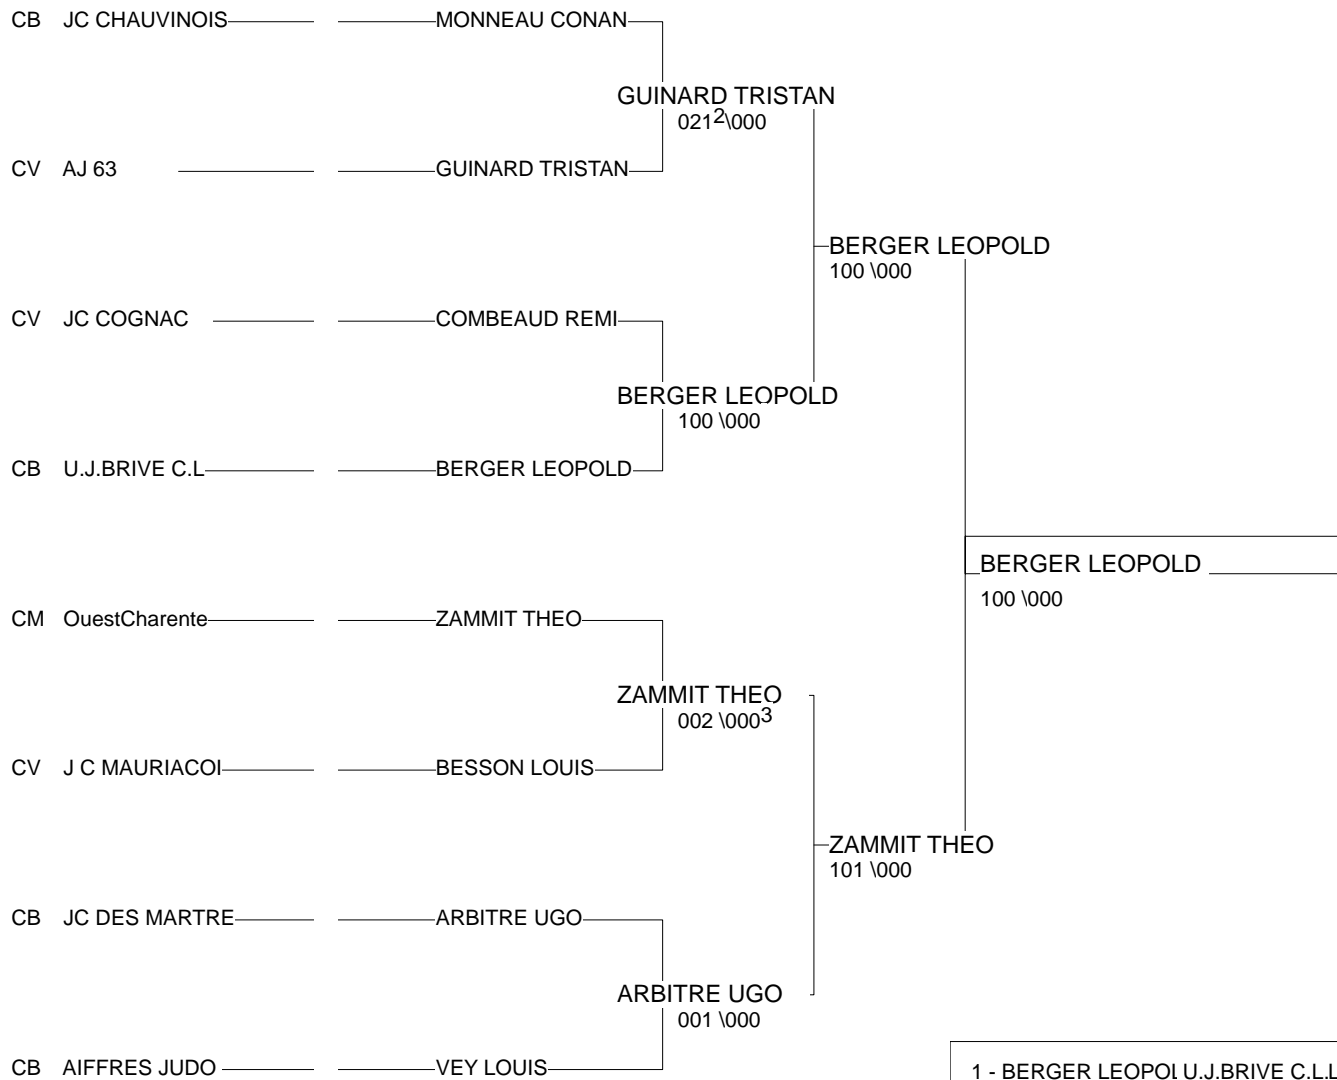 CB JC CHAUVINOIS MONNEAU CONAN
GUINARD TRISTAN
021²\000
CV AJ 63 GUINARD TRISTAN
BERGER LEOPOLD
100 \000
CV JC COGNAC COMBEAUD REMI
BERGER LEOPOLD
100 \000
CB U.J.BRIVE C.L BERGER LEOPOLD
BERGER LEOPOLD
100 \000
CM OuestCharente ZAMMIT THEO
ZAMMIT THEO
002 \000³
CV J C MAURIACOI BESSON LOUIS
ZAMMIT THEO
101 \000
CB JC DES MARTRE ARBITRE UGO
ARBITRE UGO
001 \000
CB AIFFRES JUDO VEY LOUIS
1 - BERGER LEOPOL U.J.BRIVE C.L.L